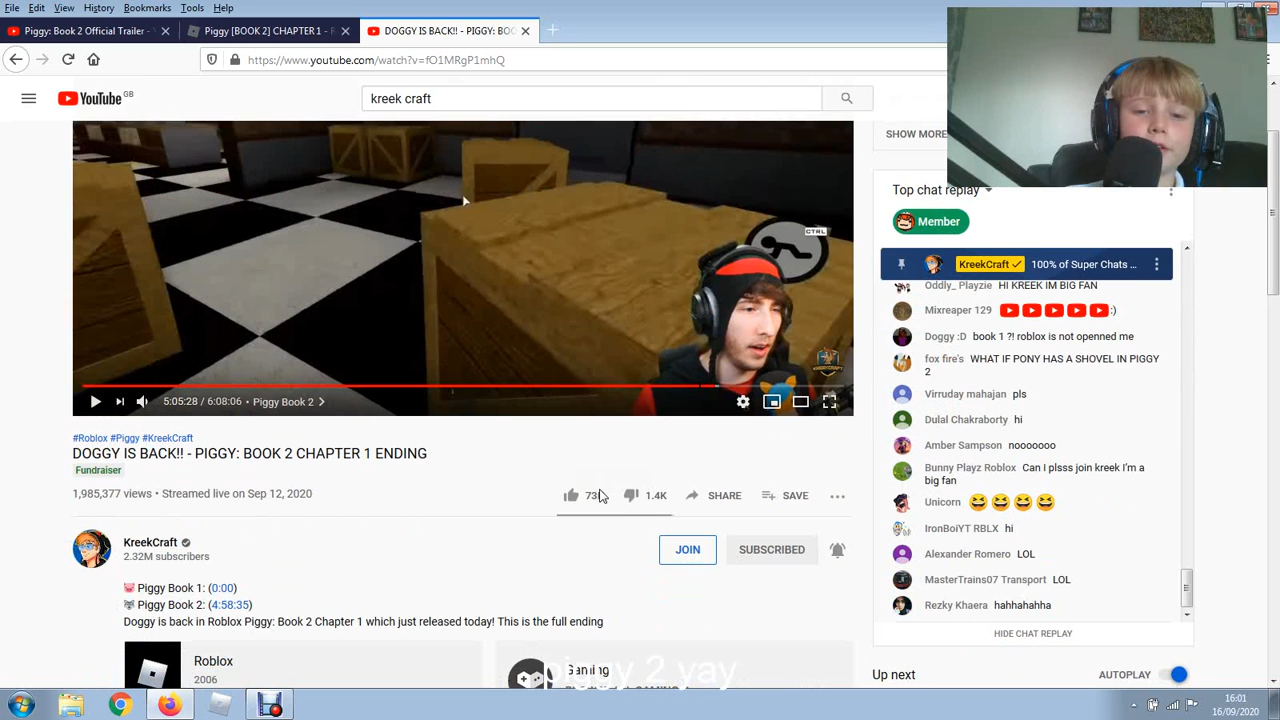 File Edit View History Bookmarks Tools Help
Piggy: Book 2 Official Trailer -
Piggy [BOOK 2] CHAPTER 1 - R
DOGGY IS BACK!! - PIGGY: BOO
https://www.youtube.com/watch?v=fO1MRgP1mhQ
YouTube GB
kreek craft
SHOW MORE
Top chat replay
Member
KreekCraft 100% of Super Chats ...
Oddly_ Playzie HI KREEK IM BIG FAN
Mixreaper 129 :)
Doggy :D book 1 ?! roblox is not openned me
fox fire's WHAT IF PONY HAS A SHOVEL IN PIGGY
2
Virruday mahajan pls
Dulal Chakraborty hi
Amber Sampson nooooooo
Bunny Playz Roblox Can I plsss join kreek I'm a
big fan
Unicorn
IronBoiYT RBLX hi
Alexander Romero LOL
MasterTrains07 Transport LOL
Rezky Khaera hahhahahha
HIDE CHAT REPLAY
Up next
AUTOPLAY
CTRL
KREEKCRAFT
5:05:28 / 6:08:06 • Piggy Book 2
#Roblox #Piggy #KreekCraft
DOGGY IS BACK!! - PIGGY: BOOK 2 CHAPTER 1 ENDING
Fundraiser
1,985,377 views • Streamed live on Sep 12, 2020
1.4K
SHARE
SAVE
KreekCraft
2.32M subscribers
JOIN
SUBSCRIBED
Piggy Book 1: (0:00)
Piggy Book 2: (4:58:35)
Doggy is back in Roblox Piggy: Book 2 Chapter 1 which just released today! This is the full ending
Roblox
2006
Gaming
piggy 2 yay
16:01
16/09/2020